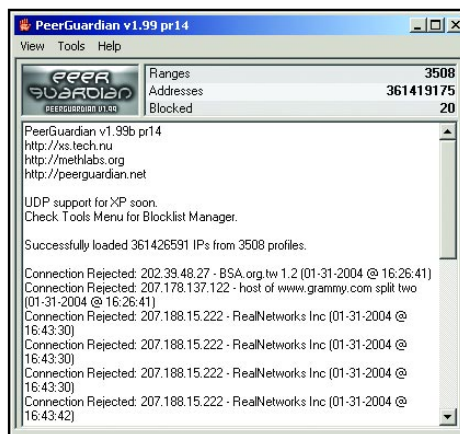 PeerGuardian v1.99 pr14
View Tools Help
PEER GUARDIAN
PEERGUARDIAN V1.99
Ranges 3508
Addresses 361419175
Blocked 20
PeerGuardian v1.99b pr14
http://xs.tech.nu
http://methlabs.org
http://peerguardian.net
UDP support for XP soon.
Check Tools Menu for Blocklist Manager.
Successfully loaded 361426591 IPs from 3508 profiles.
Connection Rejected: 202.39.48.27 - BSA.org.tw 1.2 (01-31-2004 @ 16:26:41)
Connection Rejected: 207.178.137.122 - host of www.grammy.com split two
(01-31-2004 @ 16:26:41)
Connection Rejected: 207.188.15.222 - RealNetworks Inc (01-31-2004 @
16:43:30)
Connection Rejected: 207.188.15.222 - RealNetworks Inc (01-31-2004 @
16:43:30)
Connection Rejected: 207.188.15.222 - RealNetworks Inc (01-31-2004 @
16:43:30)
Connection Rejected: 207.188.15.222 - RealNetworks Inc (01-31-2004 @
16:43:42)